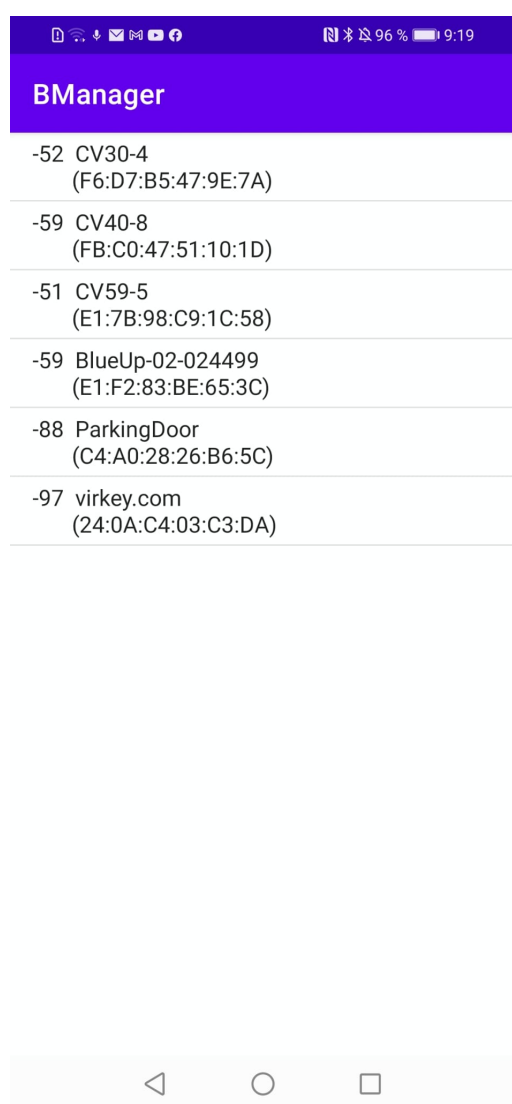 96 % 9:19
BManager
-52 CV30-4
(F6:D7:B5:47:9E:7A)
-59 CV40-8
(FB:C0:47:51:10:1D)
-51 CV59-5
(E1:7B:98:C9:1C:58)
-59 BlueUp-02-024499
(E1:F2:83:BE:65:3C)
-88 ParkingDoor
(C4:A0:28:26:B6:5C)
-97 virkey.com
(24:0A:C4:03:C3:DA)